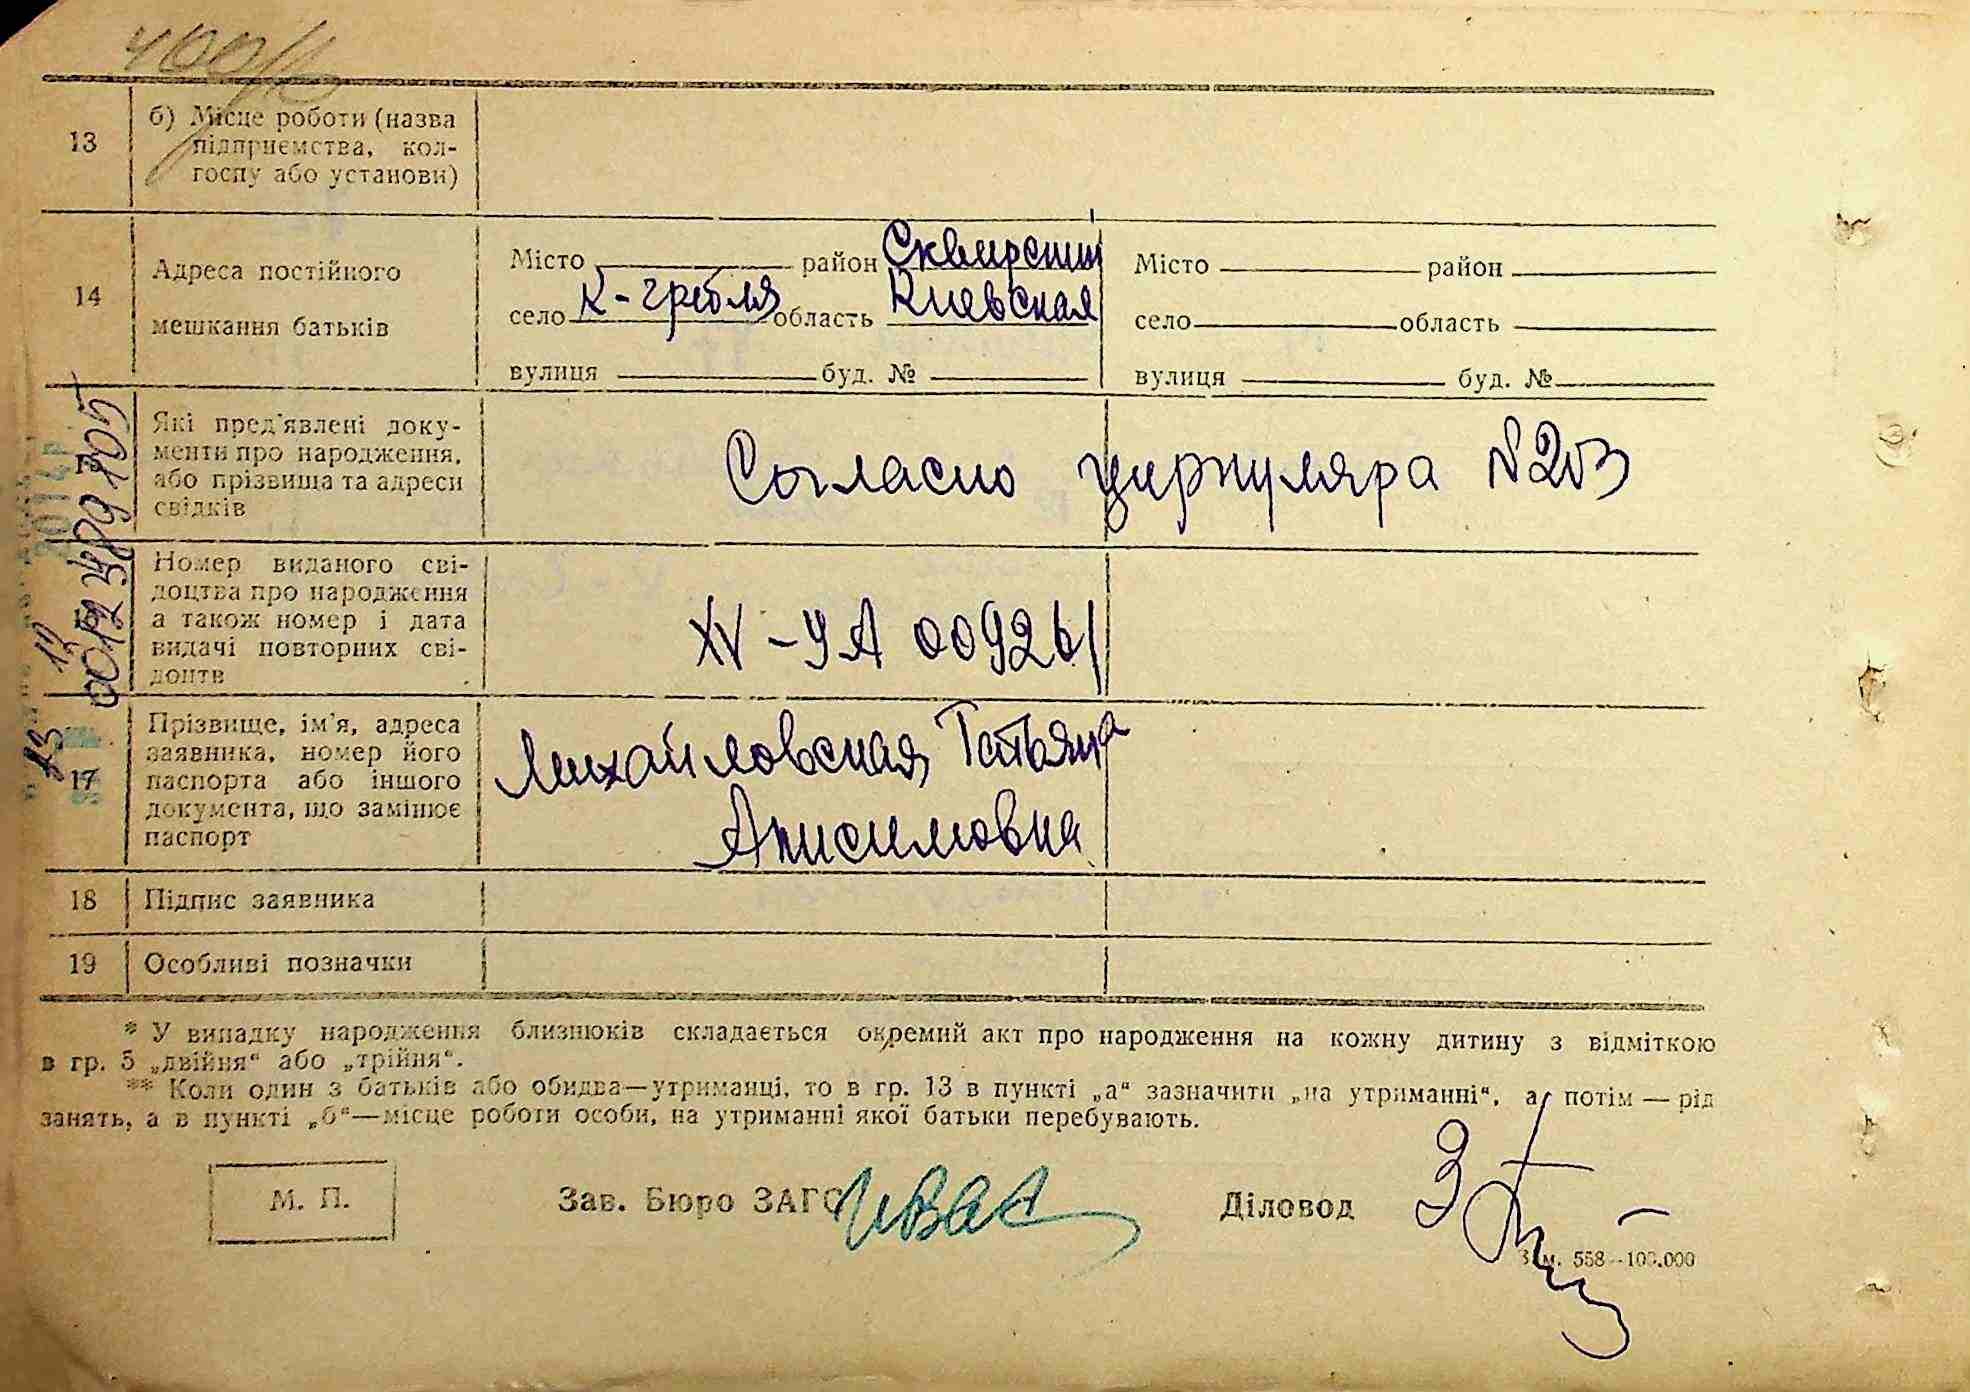 13
б) Місце роботи (назва
підприємства, кол-
госпу або установи)
14
Адреса постійного
мешкання батьків
Місто район Сквирский
село К-гребля область Киевская
вулиця буд. №
Місто район
село область
вулиця буд. №
Які пред'явлені доку-
менти про народження,
або прізвища та адреси
свідків
Согласно циркуляра №203
Номер виданого сві-
доцтва про народження
а також номер і дата
видачі повторних сві-
доцтв
XV-УА 009261
17
Прізвище, ім'я, адреса
заявника, номер його
паспорта або іншого
документа, що замінює
паспорт
Михайловская Татьяна
Анисимовна
18 Підпис заявника
19 Особливі позначки
* У випадку народження близнюків складається окремий акт про народження на кожну дитину з відміткою
в гр. 5 „двійня“ або „трійня“.
** Коли один з батьків або обидва—утриманці, то в гр. 13 в пункті „а“ зазначити „на утриманні“, а потім — рід
занять, а в пункті „б“—місце роботи особи, на утриманні якої батьки перебувають.
М. П.
Зав. Бюро ЗАГС
Діловод
Зам. 558—100.000